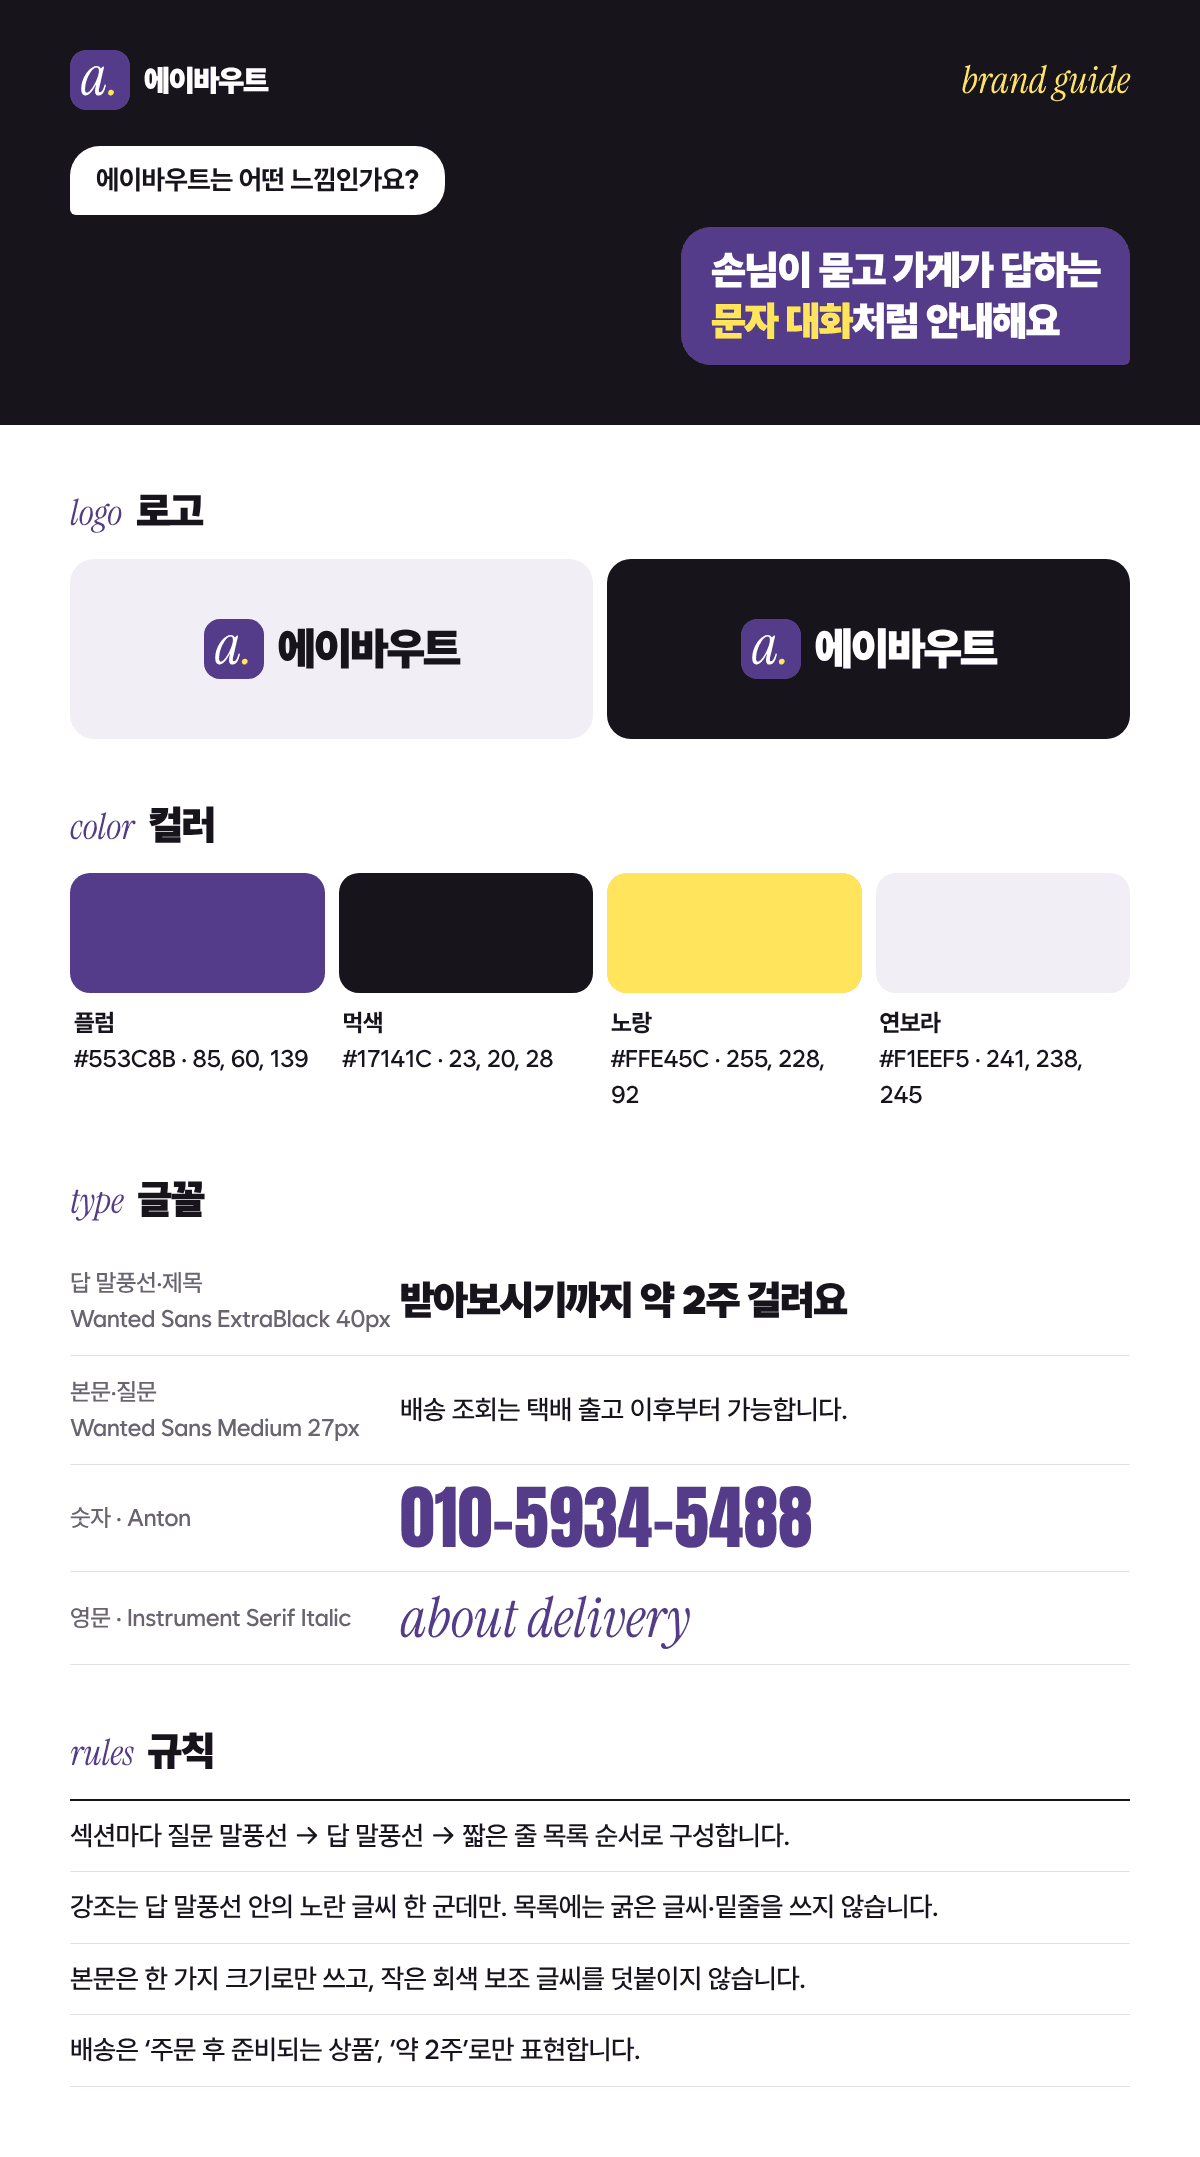 a. 에이바우트
brand guide
에이바우트는 어떤 느낌인가요?
손님이 묻고 가게가 답하는
문자 대화처럼 안내해요
logo 로고
a. 에이바우트
a. 에이바우트
color 컬러
플럼
#553C8B · 85, 60, 139
먹색
#17141C · 23, 20, 28
노랑
#FFE45C · 255, 228,
92
연보라
#F1EEF5 · 241, 238,
245
type 글꼴
답 말풍선·제목
Wanted Sans ExtraBlack 40px
받아보시기까지 약 2주 걸려요
본문·질문
Wanted Sans Medium 27px
배송 조회는 택배 출고 이후부터 가능합니다.
숫자 · Anton
010-5934-5488
영문 · Instrument Serif Italic
about delivery
rules 규칙
섹션마다 질문 말풍선 → 답 말풍선 → 짧은 줄 목록 순서로 구성합니다.
강조는 답 말풍선 안의 노란 글씨 한 군데만. 목록에는 굵은 글씨·밑줄을 쓰지 않습니다.
본문은 한 가지 크기로만 쓰고, 작은 회색 보조 글씨를 덧붙이지 않습니다.
배송은 ‘주문 후 준비되는 상품’, ‘약 2주’로만 표현합니다.